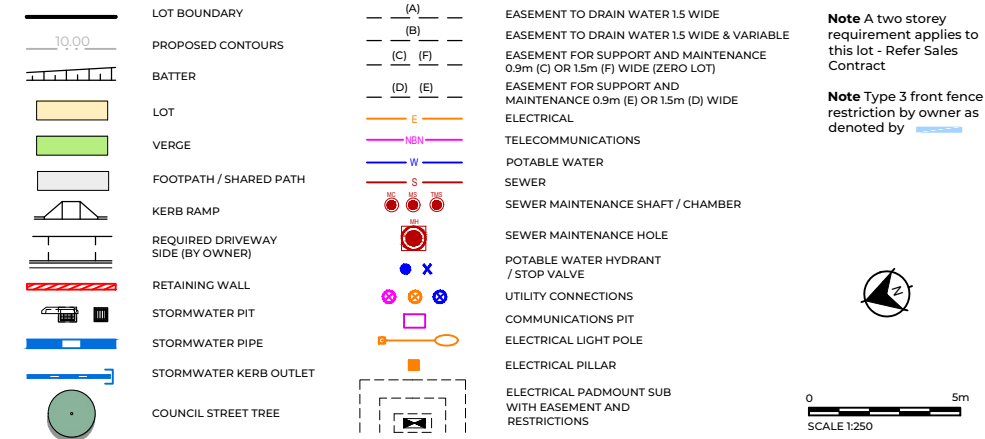 LOT BOUNDARY
10.00
PROPOSED CONTOURS
BATTER
LOT
VERGE
FOOTPATH / SHARED PATH
KERB RAMP
REQUIRED DRIVEWAY
SIDE (BY OWNER)
RETAINING WALL
STORMWATER PIT
STORMWATER PIPE
STORMWATER KERB OUTLET
COUNCIL STREET TREE
(A)
EASEMENT TO DRAIN WATER 1.5 WIDE
(B)
EASEMENT TO DRAIN WATER 1.5 WIDE & VARIABLE
(C) (F)
EASEMENT FOR SUPPORT AND MAINTENANCE
0.9m (C) OR 1.5m (F) WIDE (ZERO LOT)
(D) (E)
EASEMENT FOR SUPPORT AND
MAINTENANCE 0.9m (E) OR 1.5m (D) WIDE
E
ELECTRICAL
NBN
TELECOMMUNICATIONS
W
POTABLE WATER
S
SEWER
MC MS TMS
SEWER MAINTENANCE SHAFT / CHAMBER
MH
SEWER MAINTENANCE HOLE
POTABLE WATER HYDRANT
/ STOP VALVE
UTILITY CONNECTIONS
COMMUNICATIONS PIT
ELECTRICAL LIGHT POLE
ELECTRICAL PILLAR
ELECTRICAL PADMOUNT SUB
WITH EASEMENT AND
RESTRICTIONS
Note A two storey
requirement applies to
this lot - Refer Sales
Contract
Note Type 3 front fence
restriction by owner as
denoted by
N
0 5m
SCALE 1:250